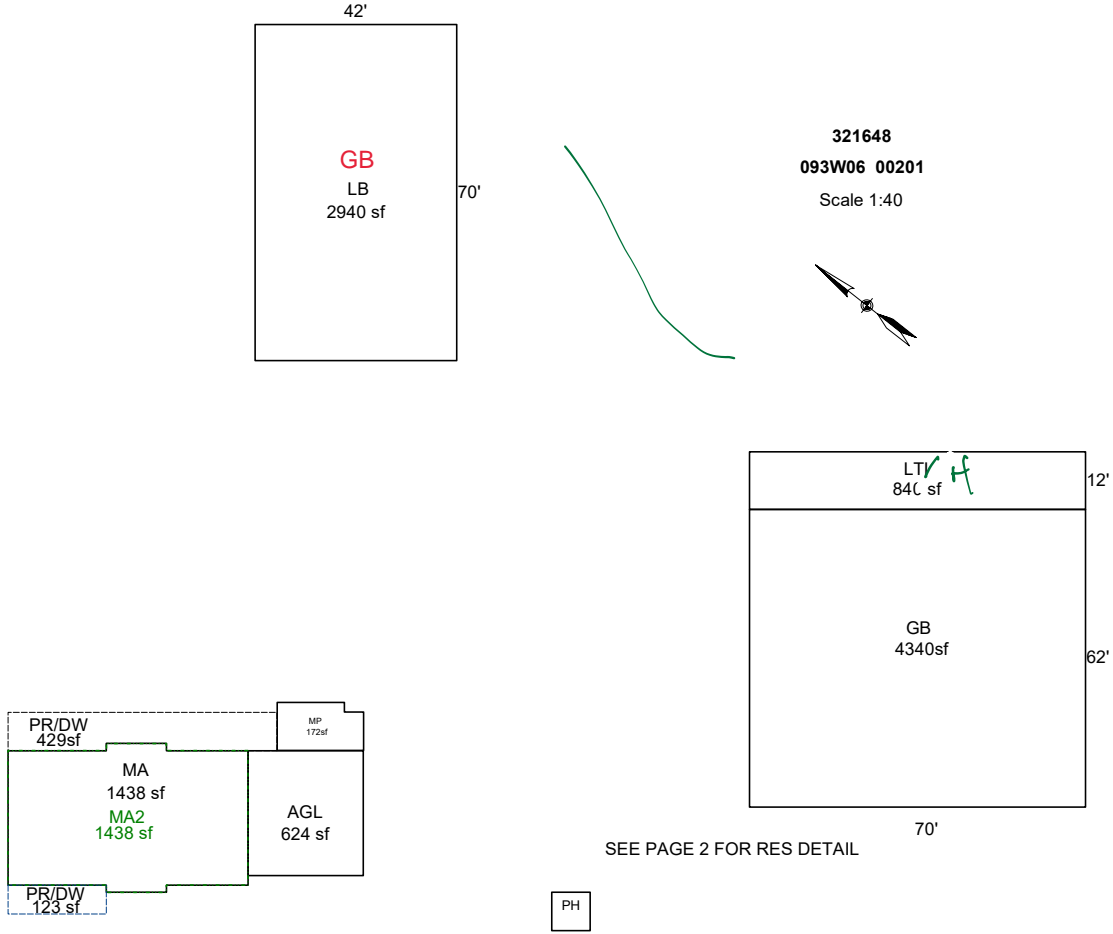 42'
GB
LB
2940 sf
70'
321648
093W06 00201
Scale 1:40
840 sf
12'
GB
4340sf
62'
70'
SEE PAGE 2 FOR RES DETAIL
PR/DW
429sf
MP
172sf
MA
1438 sf
MA2
1438 sf
AGL
624 sf
PR/DW
123 sf
PH